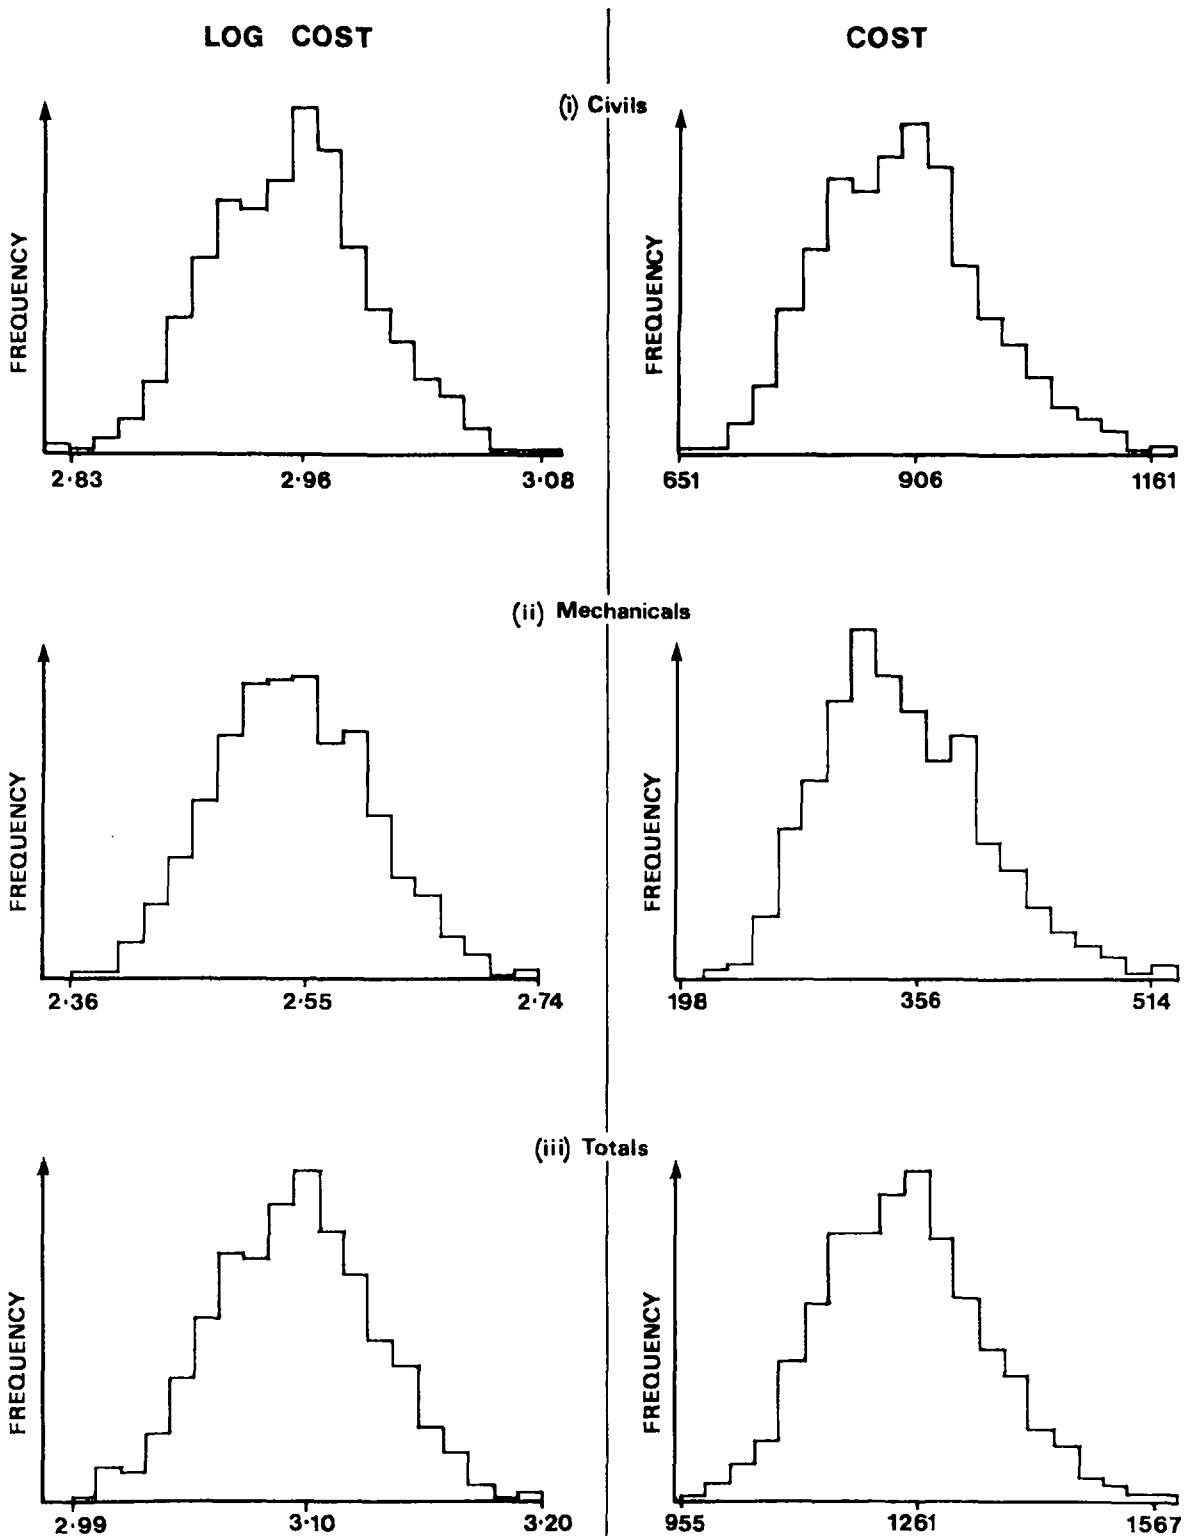 LOG COST
COST
(i) Civils
FREQUENCY
2·83 2·96 3·08
FREQUENCY
651 906 1161
(ii) Mechanicals
FREQUENCY
2·36 2·55 2·74
FREQUENCY
198 356 514
(iii) Totals
FREQUENCY
2·99 3·10 3·20
FREQUENCY
955 1261 1567